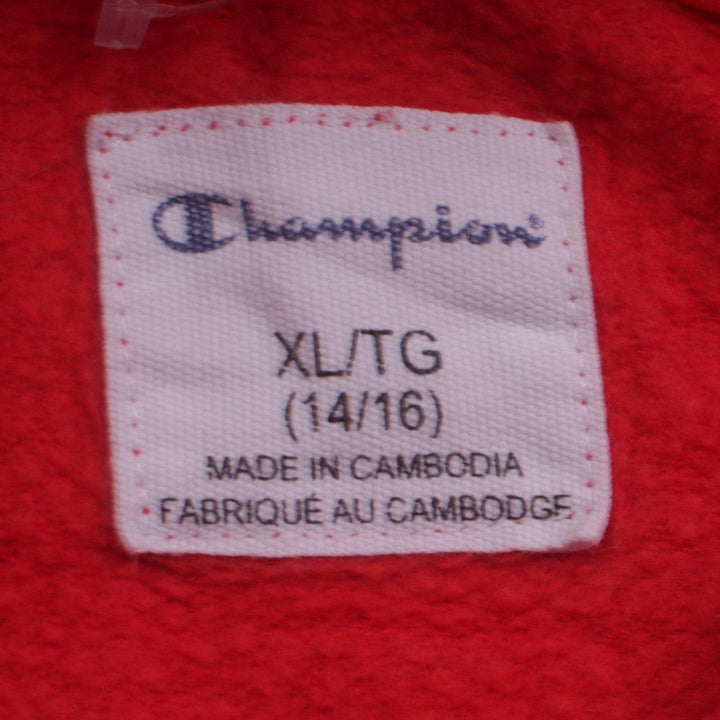 Champion®
XL/TG
(14/16)
MADE IN CAMBODIA
FABRIQUÉ AU CAMBODGE